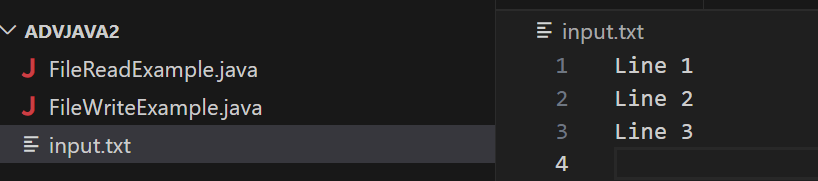 ADVJAVA2
J FileReadExample.java
J FileWriteExample.java
input.txt
input.txt
1 Line 1
2 Line 2
3 Line 3
4